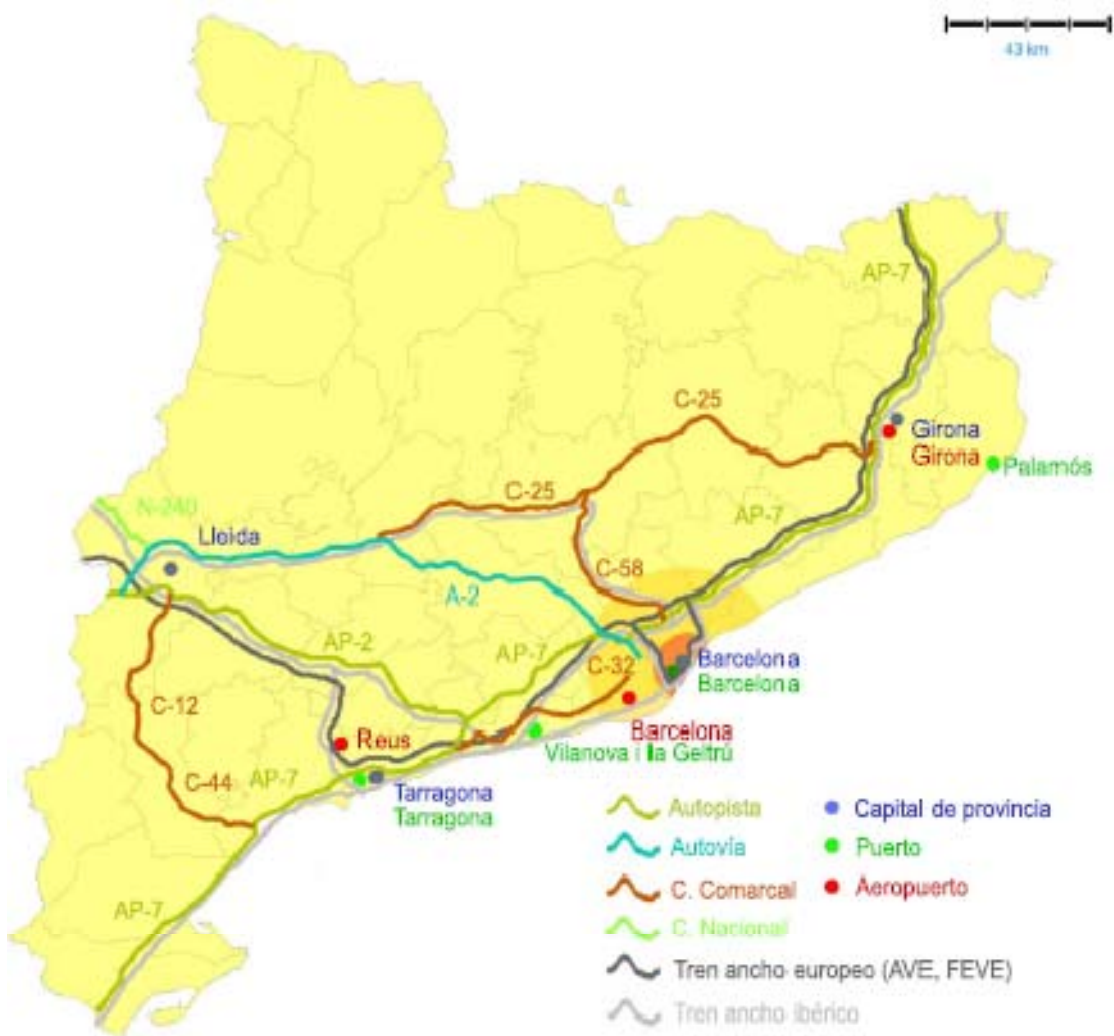 43 km
AP-7
C-25
Girona
Girona
Palamós
C-25
AP-7
N-240
Lleida
C-58
A-2
AP-2
AP-7
C-32
Barcelona
Barcelona
C-12
Reus
Barcelona
Vilanova i la Geltrú
C-44
AP-7
Tarragona
Tarragona
AP-7
Autopista
Capital de provincia
Autovía
Puerto
C. Comarcal
Aeropuerto
C. Nacional
Tren ancho europeo (AVE, FEVE)
Tren ancho ibérico